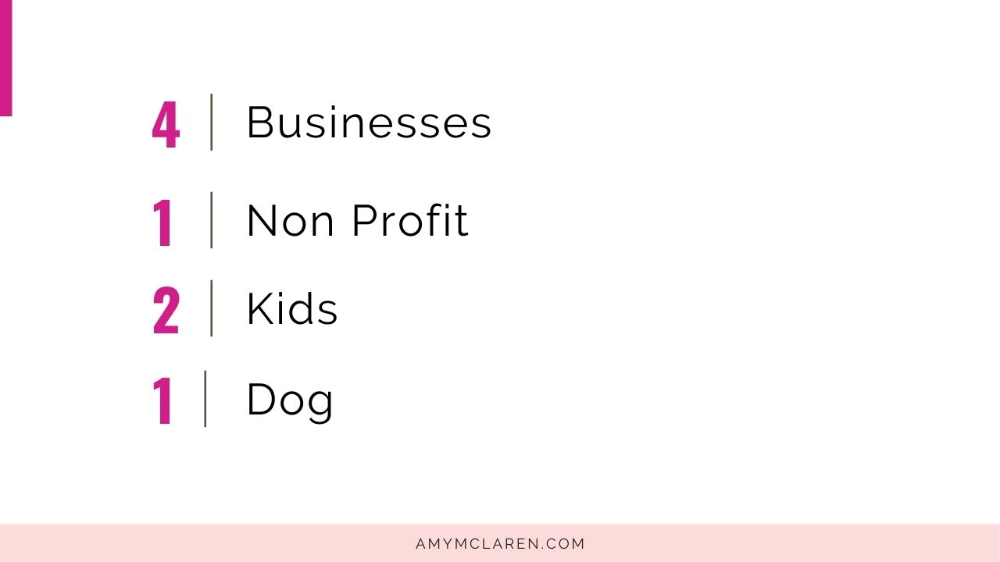 4 Businesses
1 Non Profit
2 Kids
1 Dog
AMYMCLAREN.COM